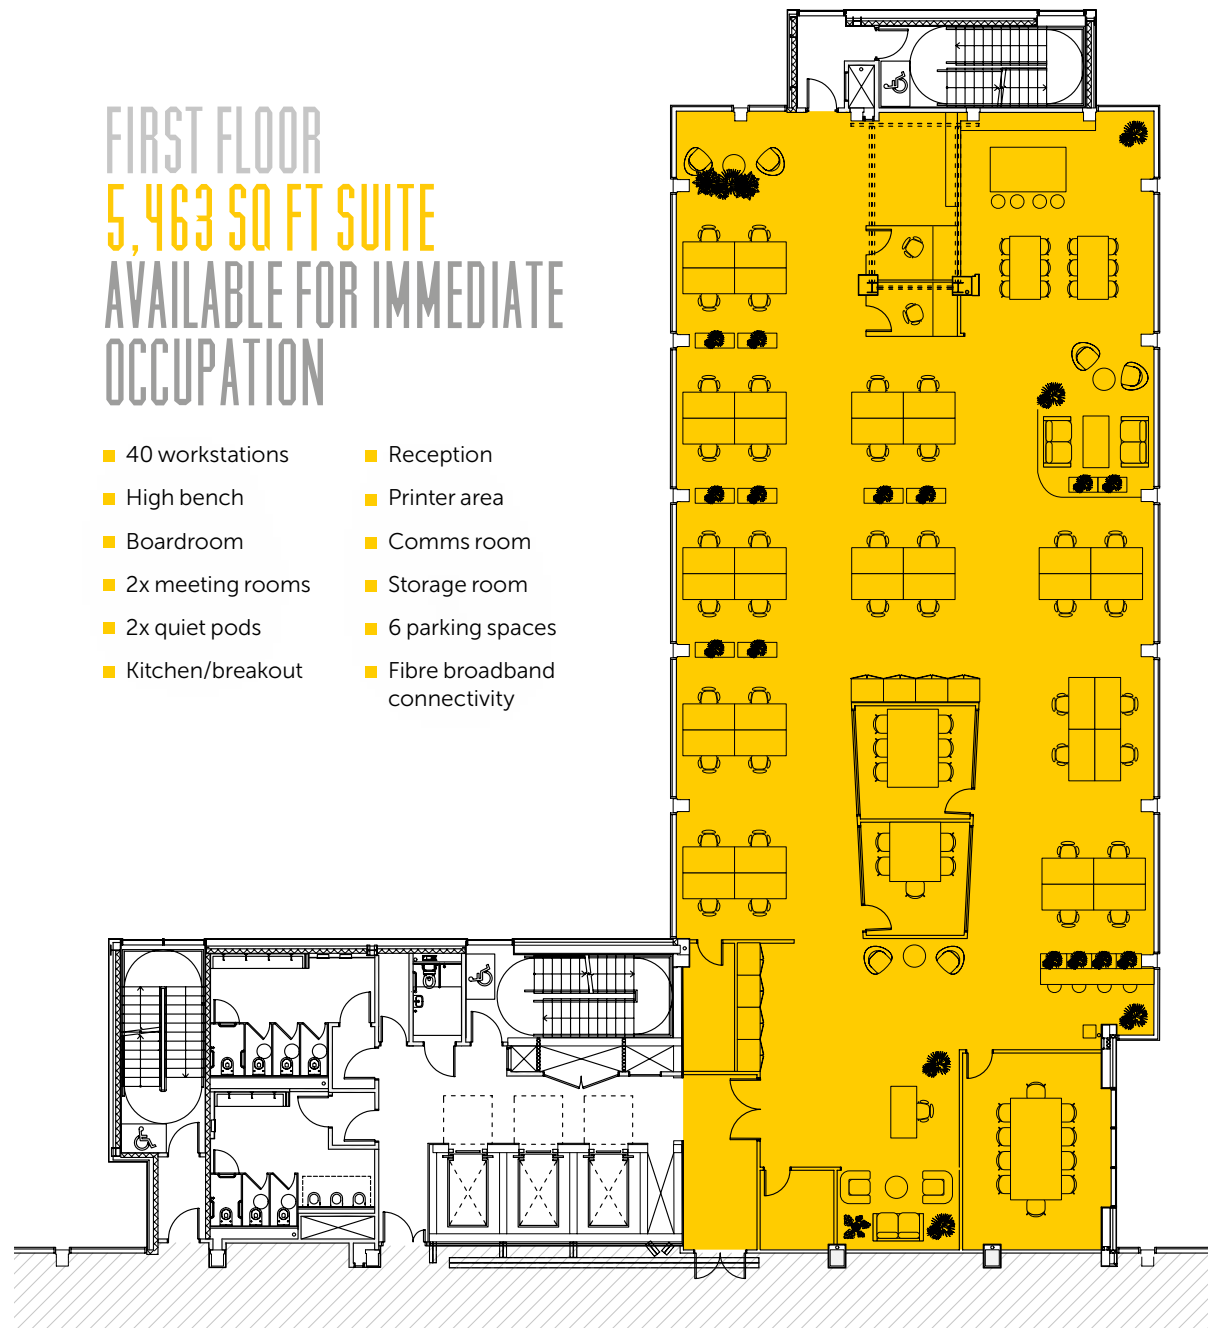 FIRST FLOOR
5,463 SQ FT SUITE
AVAILABLE FOR IMMEDIATE
OCCUPATION
40 workstations
High bench
Boardroom
2x meeting rooms
2x quiet pods
Kitchen/breakout
Reception
Printer area
Comms room
Storage room
6 parking spaces
Fibre broadband
connectivity